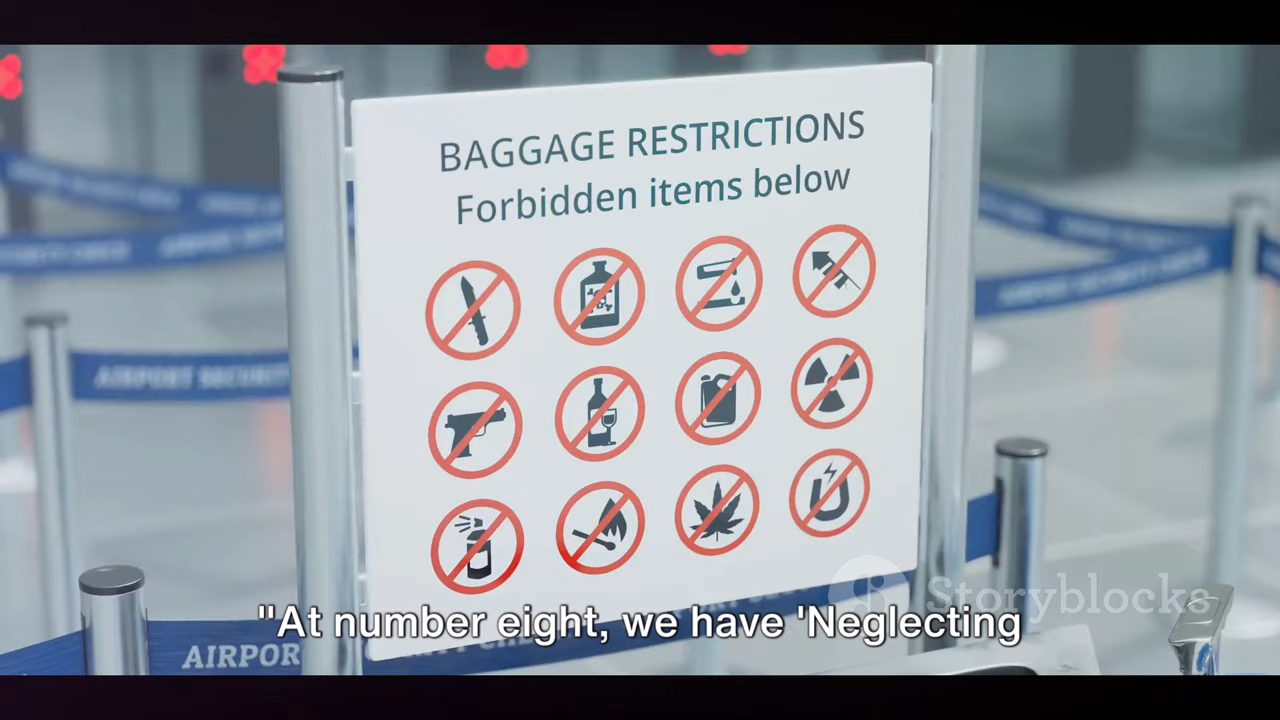 BAGGAGE RESTRICTIONS
Forbidden items below
AIRPORT SECURITY
Storyblocks
"At number eight, we have 'Neglecting
AIRPOR